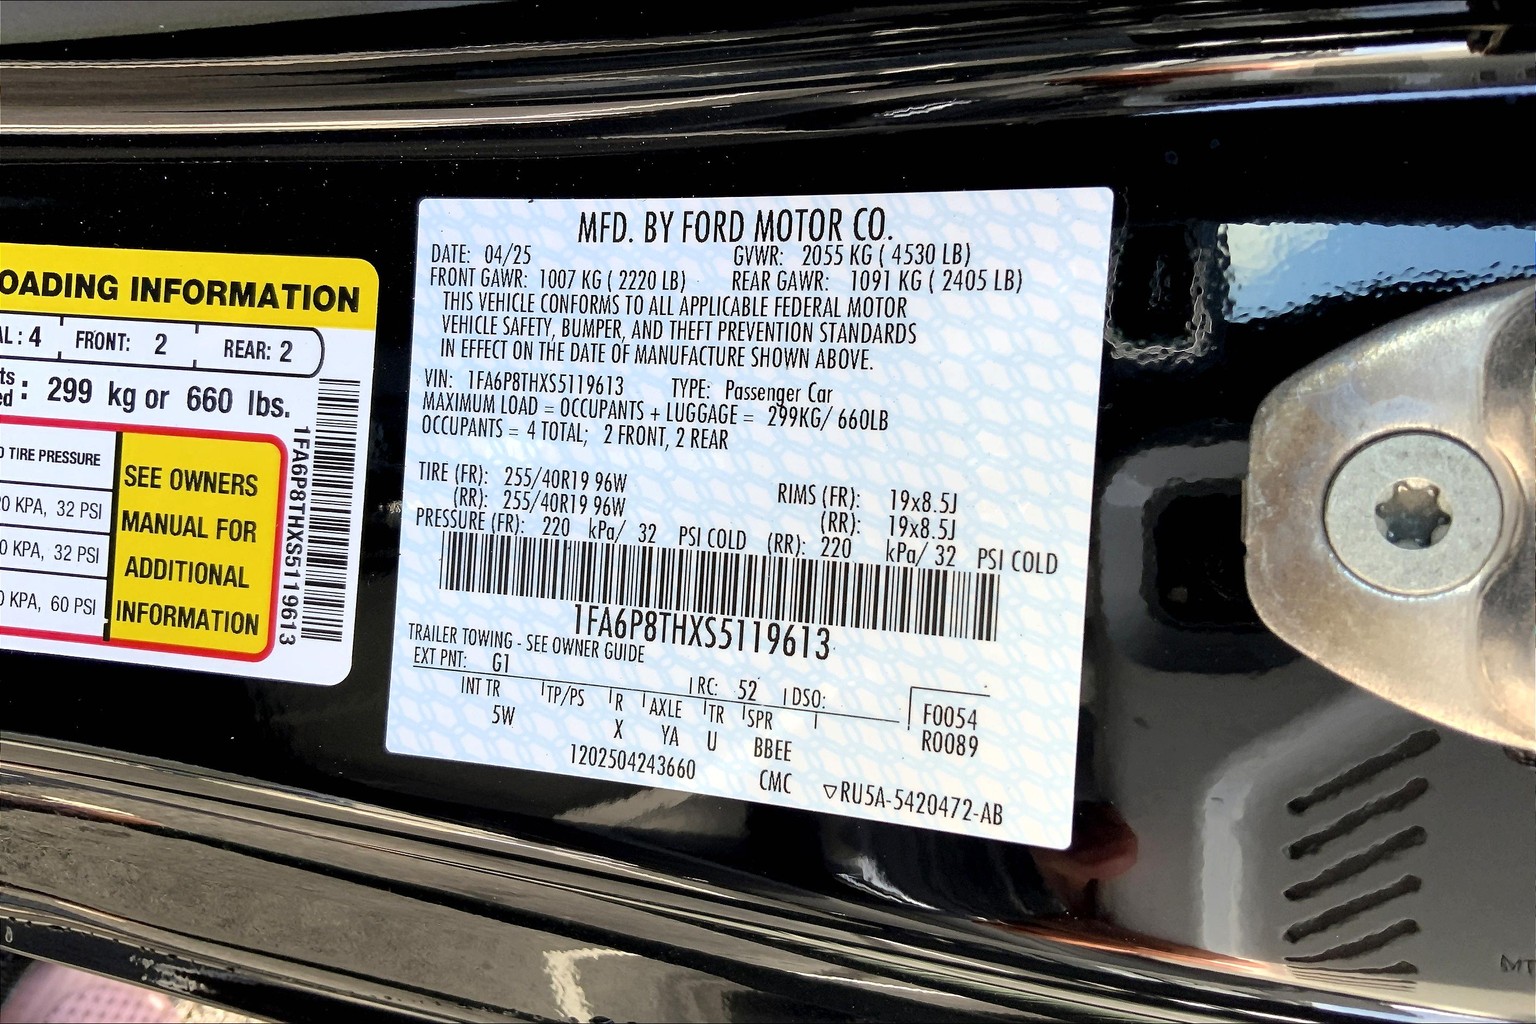 OADING INFORMATION
AL: 4 FRONT: 2 REAR: 2
ts
ed: 299 kg or 660 lbs.
TIRE PRESSURE
0 KPA, 32 PSI
0 KPA, 32 PSI
0 KPA, 60 PSI
SEE OWNERS
MANUAL FOR
ADDITIONAL
INFORMATION
1FA6P8THXS5119613
MFD. BY FORD MOTOR CO.
DATE: 04/25 GVWR: 2055 KG ( 4530 LB)
FRONT GAWR: 1007 KG ( 2220 LB) REAR GAWR: 1091 KG ( 2405 LB)
THIS VEHICLE CONFORMS TO ALL APPLICABLE FEDERAL MOTOR
VEHICLE SAFETY, BUMPER, AND THEFT PREVENTION STANDARDS
IN EFFECT ON THE DATE OF MANUFACTURE SHOWN ABOVE.
VIN: 1FA6P8THXS5119613 TYPE: Passenger Car
MAXIMUM LOAD = OCCUPANTS + LUGGAGE = 299KG/ 660LB
OCCUPANTS = 4 TOTAL; 2 FRONT, 2 REAR
TIRE (FR): 255/40R19 96W RIMS (FR): 19x8.5J
(RR): 255/40R19 96W (RR): 19x8.5J
PRESSURE (FR): 220 kPa/ 32 PSI COLD (RR): 220 kPa/ 32 PSI COLD
1FA6P8THXS5119613
TRAILER TOWING - SEE OWNER GUIDE
EXT PNT: G1 RC: 52 DSO:
INT TR TP/PS R AXLE TR SPR F0054
5W X YA U BBEE R0089
1202504243660 CMC ▽RU5A-5420472-AB
MT